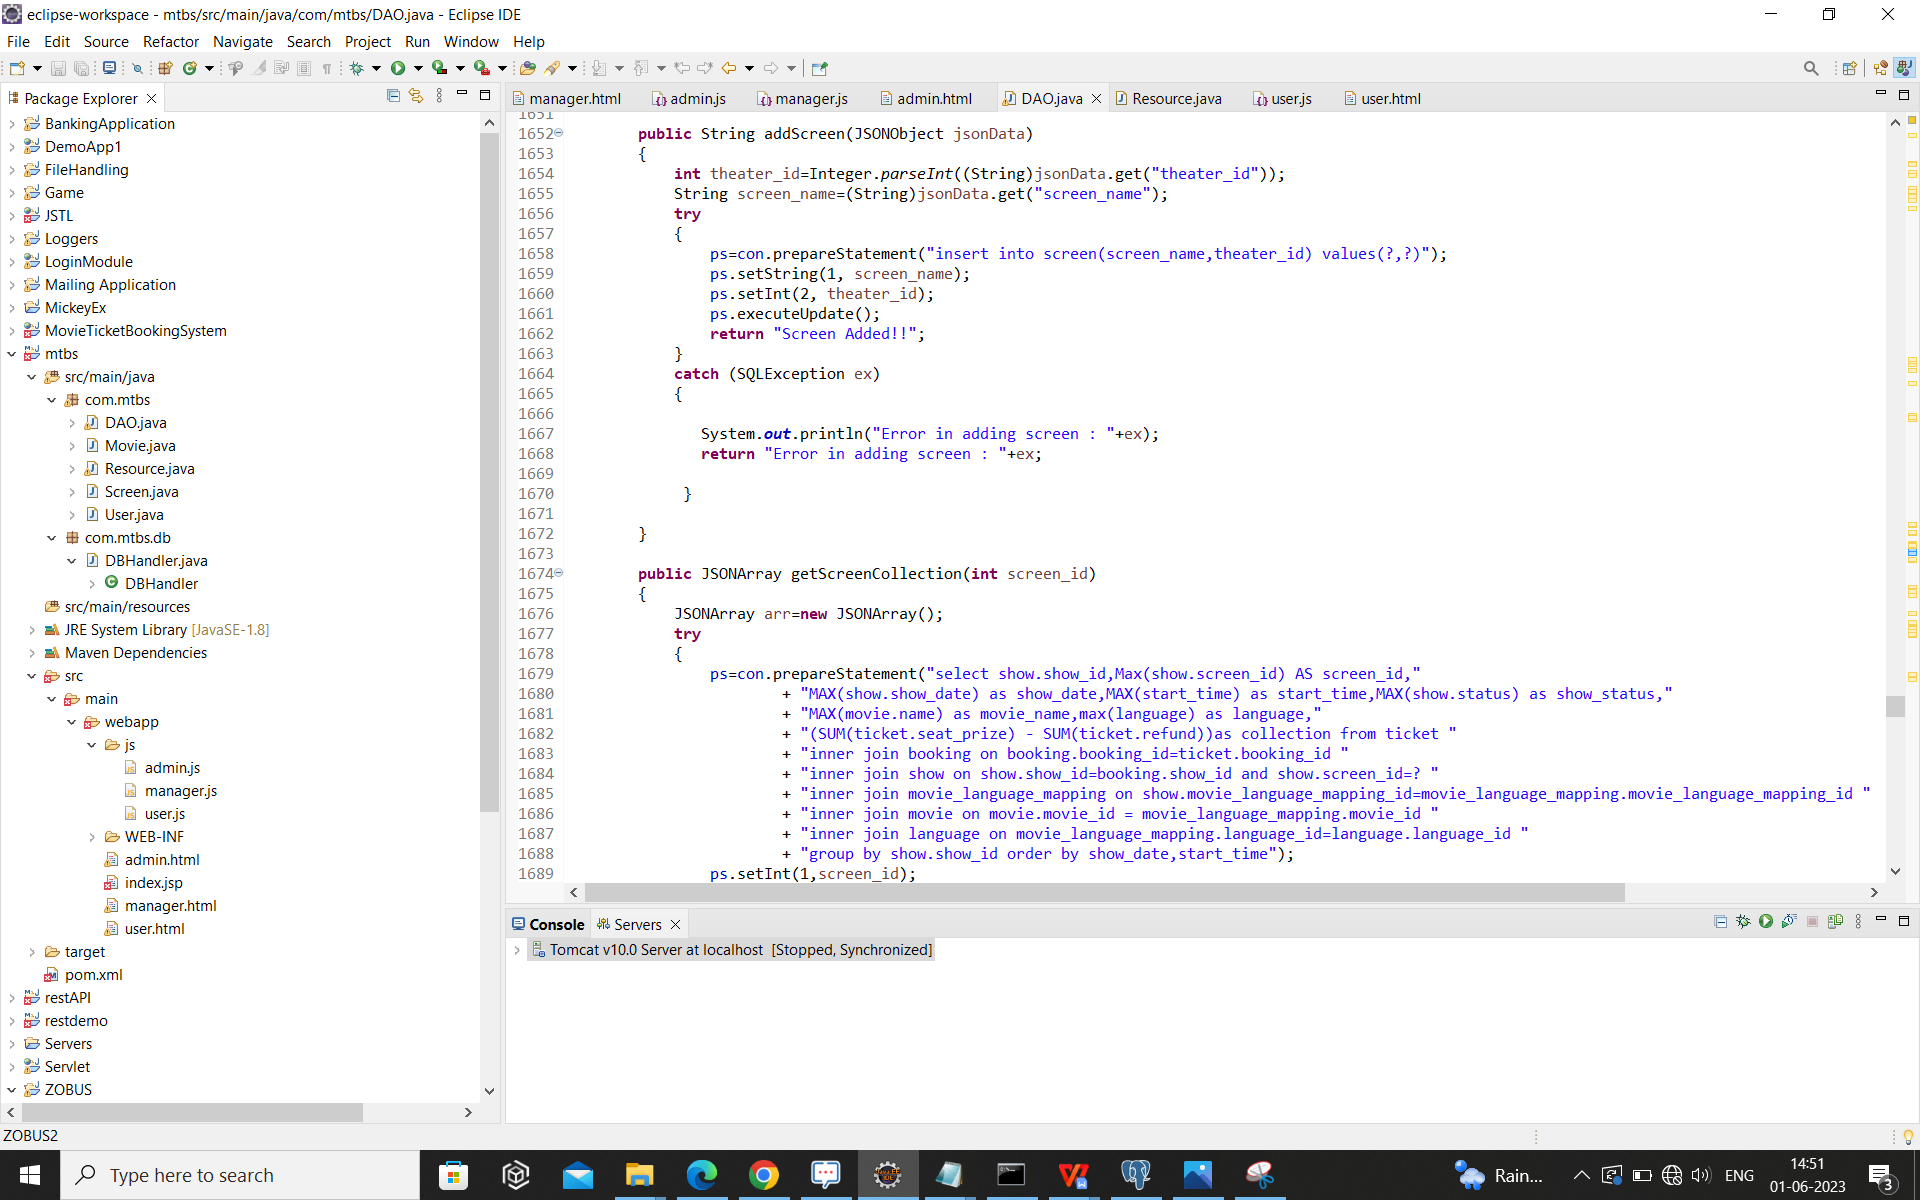 eclipse-workspace - mtbs/src/main/java/com/mtbs/DAO.java - Eclipse IDE
File Edit Source Refactor Navigate Search Project Run Window Help
Package Explorer
BankingApplication
DemoApp1
FileHandling
Game
JSTL
Loggers
LoginModule
Mailing Application
MickeyEx
MovieTicketBookingSystem
mtbs
src/main/java
com.mtbs
DAO.java
Movie.java
Resource.java
Screen.java
User.java
com.mtbs.db
DBHandler.java
DBHandler
src/main/resources
JRE System Library [JavaSE-1.8]
Maven Dependencies
src
main
webapp
js
admin.js
manager.js
user.js
WEB-INF
admin.html
index.jsp
manager.html
user.html
target
pom.xml
restAPI
restdemo
Servers
Servlet
ZOBUS
manager.html admin.js manager.js admin.html DAO.java Resource.java user.js user.html
1651
1652 public String addScreen(JSONObject jsonData)
1653 {
1654 int theater_id=Integer.parseInt((String)jsonData.get("theater_id"));
1655 String screen_name=(String)jsonData.get("screen_name");
1656 try
1657 {
1658 ps=con.prepareStatement("insert into screen(screen_name,theater_id) values(?,?)");
1659 ps.setString(1, screen_name);
1660 ps.setInt(2, theater_id);
1661 ps.executeUpdate();
1662 return "Screen Added!!";
1663 }
1664 catch (SQLException ex)
1665 {
1666
1667 System.out.println("Error in adding screen : "+ex);
1668 return "Error in adding screen : "+ex;
1669
1670 }
1671
1672 }
1673
1674 public JSONArray getScreenCollection(int screen_id)
1675 {
1676 JSONArray arr=new JSONArray();
1677 try
1678 {
1679 ps=con.prepareStatement("select show.show_id,Max(show.screen_id) AS screen_id,"
1680 + "MAX(show.show_date) as show_date,MAX(start_time) as start_time,MAX(show.status) as show_status,"
1681 + "MAX(movie.name) as movie_name,max(language) as language,"
1682 + "(SUM(ticket.seat_prize) - SUM(ticket.refund))as collection from ticket "
1683 + "inner join booking on booking.booking_id=ticket.booking_id "
1684 + "inner join show on show.show_id=booking.show_id and show.screen_id=? "
1685 + "inner join movie_language_mapping on show.movie_language_mapping_id=movie_language_mapping.movie_language_mapping_id "
1686 + "inner join movie on movie.movie_id = movie_language_mapping.movie_id "
1687 + "inner join language on movie_language_mapping.language_id=language.language_id "
1688 + "group by show.show_id order by show_date,start_time");
1689 ps.setInt(1,screen_id);
Console Servers
Tomcat v10.0 Server at localhost [Stopped, Synchronized]
ZOBUS2
Type here to search
Rain...
ENG
14:51
01-06-2023
3